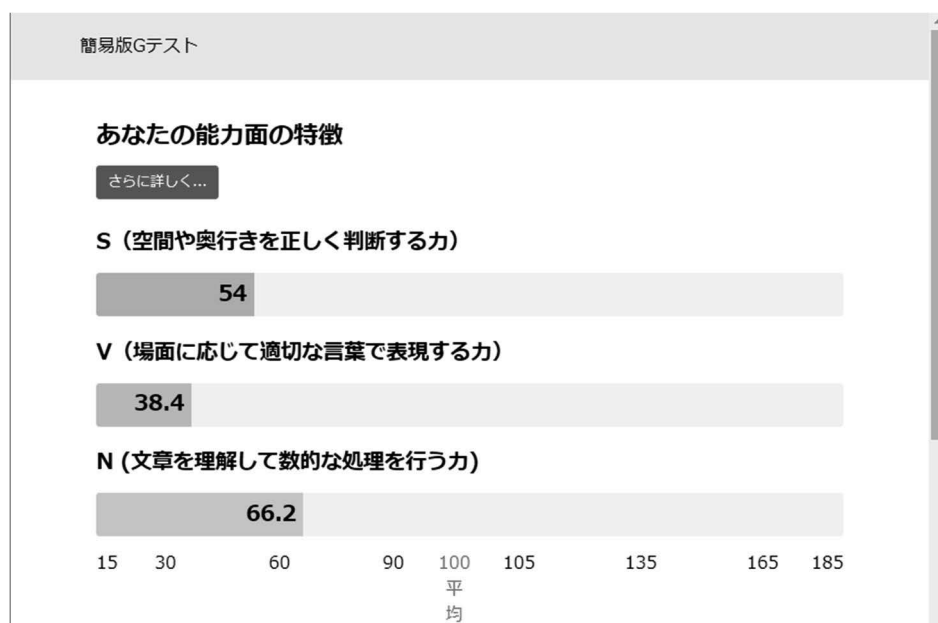 簡易版Gテスト
あなたの能力面の特徴
さらに詳しく...
S（空間や奥行きを正しく判断する力）
54
V（場面に応じて適切な言葉で表現する力）
38.4
N (文章を理解して数的な処理を行う力)
66.2
15 30 60 90 100 105 135 165 185
平
均